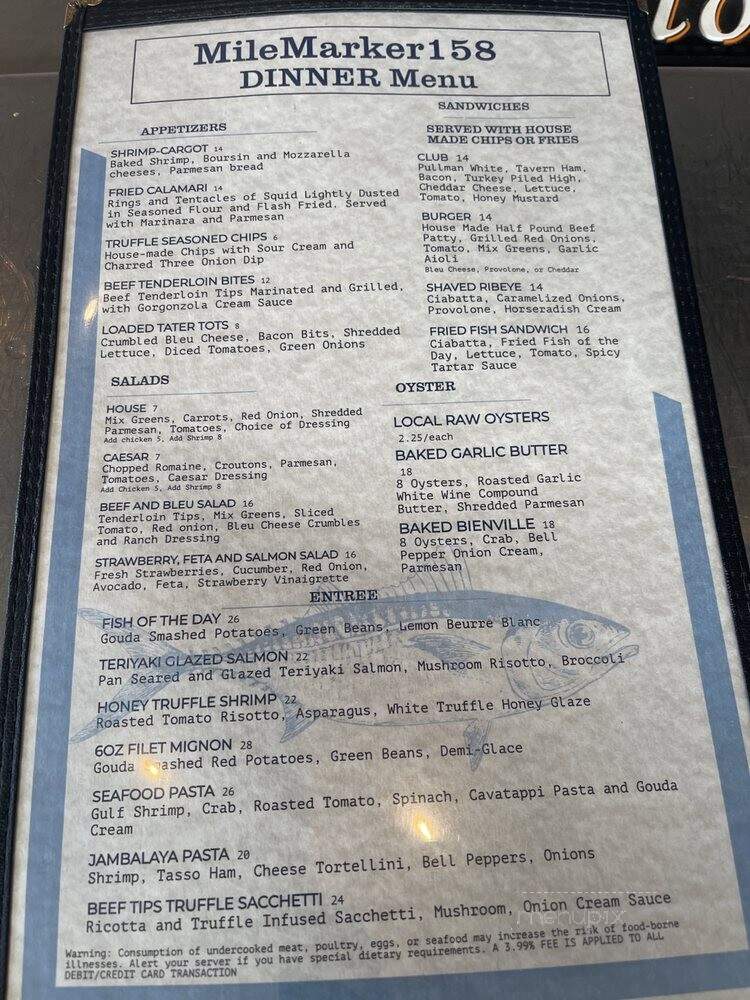 MileMarker158
DINNER Menu
APPETIZERS
SHRIMP-CARGOT 14
Baked Shrimp, Boursin and Mozzarella
cheeses, Parmesan bread
FRIED CALAMARI 14
Rings and Tentacles of Squid Lightly Dusted
in Seasoned Flour and Flash Fried. Served
with Marinara and Parmesan
TRUFFLE SEASONED CHIPS 6
House-made Chips with Sour Cream and
Charred Three Onion Dip
BEEF TENDERLOIN BITES 12
Beef Tenderloin Tips Marinated and Grilled,
with Gorgonzola Cream Sauce
LOADED TATER TOTS 8
Crumbled Bleu Cheese, Bacon Bits, Shredded
Lettuce, Diced Tomatoes, Green Onions
SALADS
HOUSE 7
Mix Greens, Carrots, Red Onion, Shredded
Parmesan, Tomatoes, Choice of Dressing
Add chicken 5, Add Shrimp 8
CAESAR 7
Chopped Romaine, Croutons, Parmesan,
Tomatoes, Caesar Dressing
Add Chicken 5, Add Shrimp 8
BEEF AND BLEU SALAD 16
Tenderloin Tips, Mix Greens, Sliced
Tomato, Red onion, Bleu Cheese Crumbles
and Ranch Dressing
STRAWBERRY, FETA AND SALMON SALAD 16
Fresh Strawberries, Cucumber, Red Onion,
Avocado, Feta, Strawberry Vinaigrette
SANDWICHES
SERVED WITH HOUSE
MADE CHIPS OR FRIES
CLUB 14
Pullman White, Tavern Ham,
Bacon, Turkey Piled High,
Cheddar Cheese, Lettuce,
Tomato, Honey Mustard
BURGER 14
House Made Half Pound Beef
Patty, Grilled Red Onions,
Tomato, Mix Greens, Garlic
Aioli
Bleu Cheese, Provolone, or Cheddar
SHAVED RIBEYE 14
Ciabatta, Caramelized Onions,
Provolone, Horseradish Cream
FRIED FISH SANDWICH 16
Ciabatta, Fried Fish of the
Day, Lettuce, Tomato, Spicy
Tartar Sauce
OYSTER
LOCAL RAW OYSTERS
2.25/each
BAKED GARLIC BUTTER
18
8 Oysters, Roasted Garlic
White Wine Compound
Butter, Shredded Parmesan
BAKED BIENVILLE 18
8 Oysters, Crab, Bell
Pepper Onion Cream,
Parmesan
ENTREE
FISH OF THE DAY 26
Gouda Smashed Potatoes, Green Beans, Lemon Beurre Blanc
TERIYAKI GLAZED SALMON 22
Pan Seared and Glazed Teriyaki Salmon, Mushroom Risotto, Broccoli
HONEY TRUFFLE SHRIMP 22
Roasted Tomato Risotto, Asparagus, White Truffle Honey Glaze
6OZ FILET MIGNON 28
Gouda Smashed Red Potatoes, Green Beans, Demi-Glace
SEAFOOD PASTA 26
Gulf Shrimp, Crab, Roasted Tomato, Spinach, Cavatappi Pasta and Gouda
Cream
JAMBALAYA PASTA 20
Shrimp, Tasso Ham, Cheese Tortellini, Bell Peppers, Onions
BEEF TIPS TRUFFLE SACCHETTI 24
Ricotta and Truffle Infused Sacchetti, Mushroom, Onion Cream Sauce
menupix
Warning: Consumption of undercooked meat, poultry, eggs, or seafood may increase the risk of food-borne
illnesses. Alert your server if you have special dietary requirements. A 3.99% FEE IS APPLIED TO ALL
DEBIT/CREDIT CARD TRANSACTION